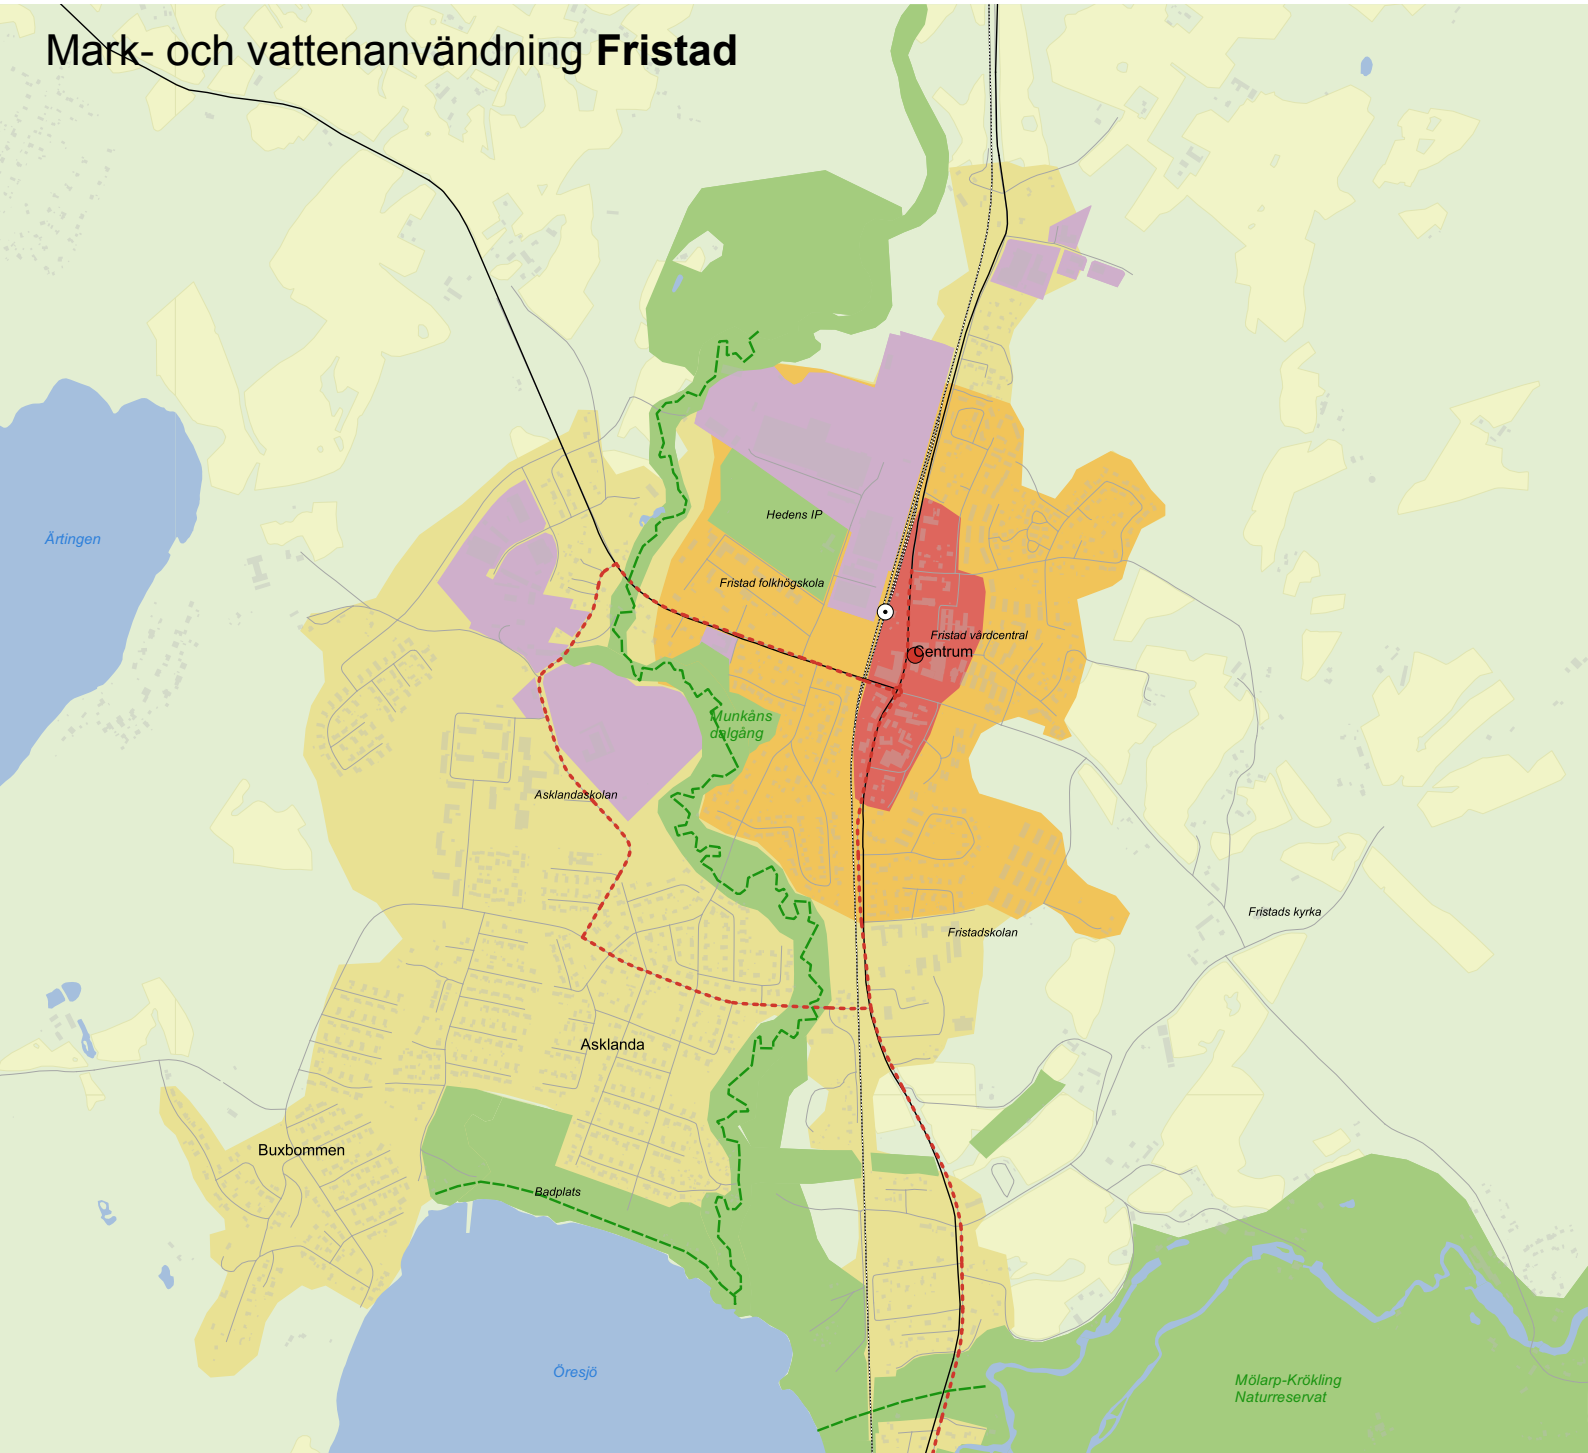 Mark- och vattenanvändning Fristad
Ärtingen
Hedens IP
Fristad folkhögskola
Fristad vårdcentral
Centrum
Munkåns
dalgång
Asklandaskolan
Fristads kyrka
Fristadskolan
Asklanda
Buxbommen
Badplats
Öresjö
Mölarp-Krökling
Naturreservat